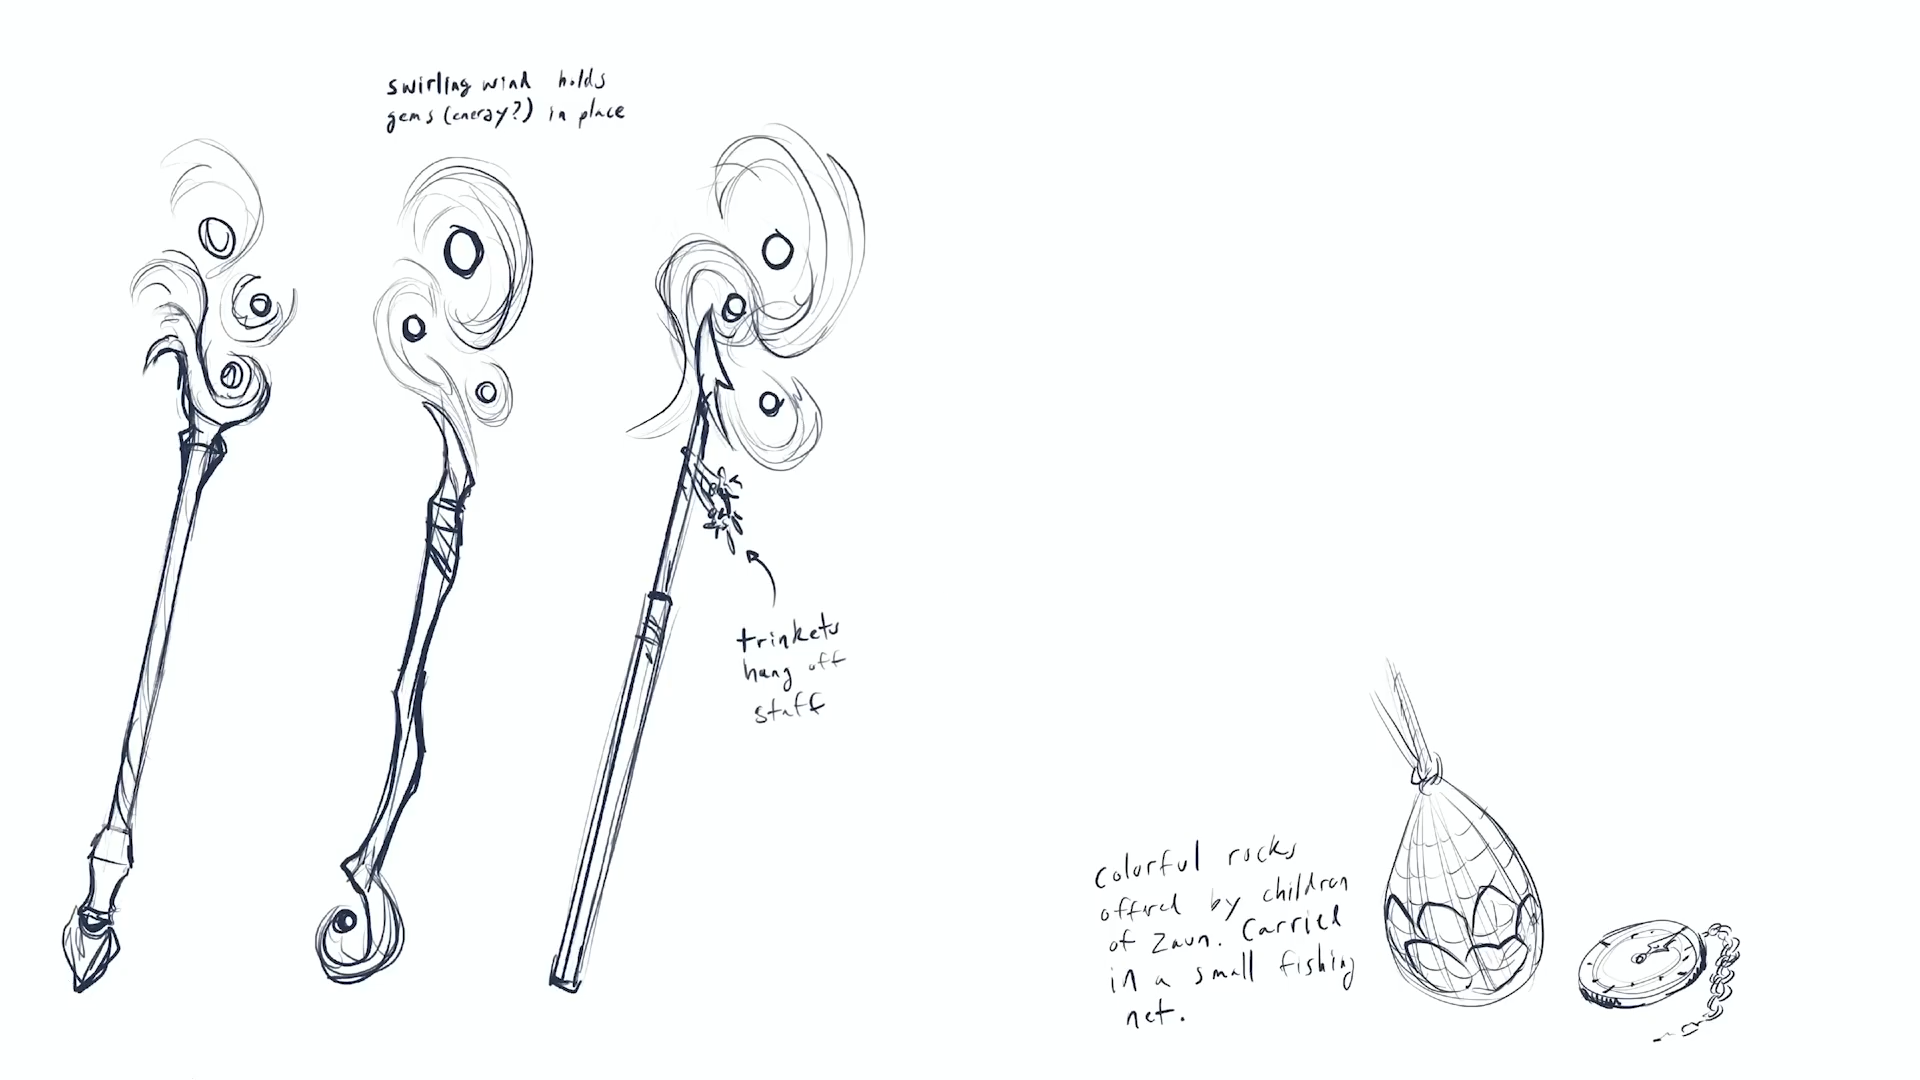 swirling wind holds
gems (energy?) in place
trinkets
hang off
staff
colorful rocks
offered by children
of Zaun. Carried
in a small fishing
net.